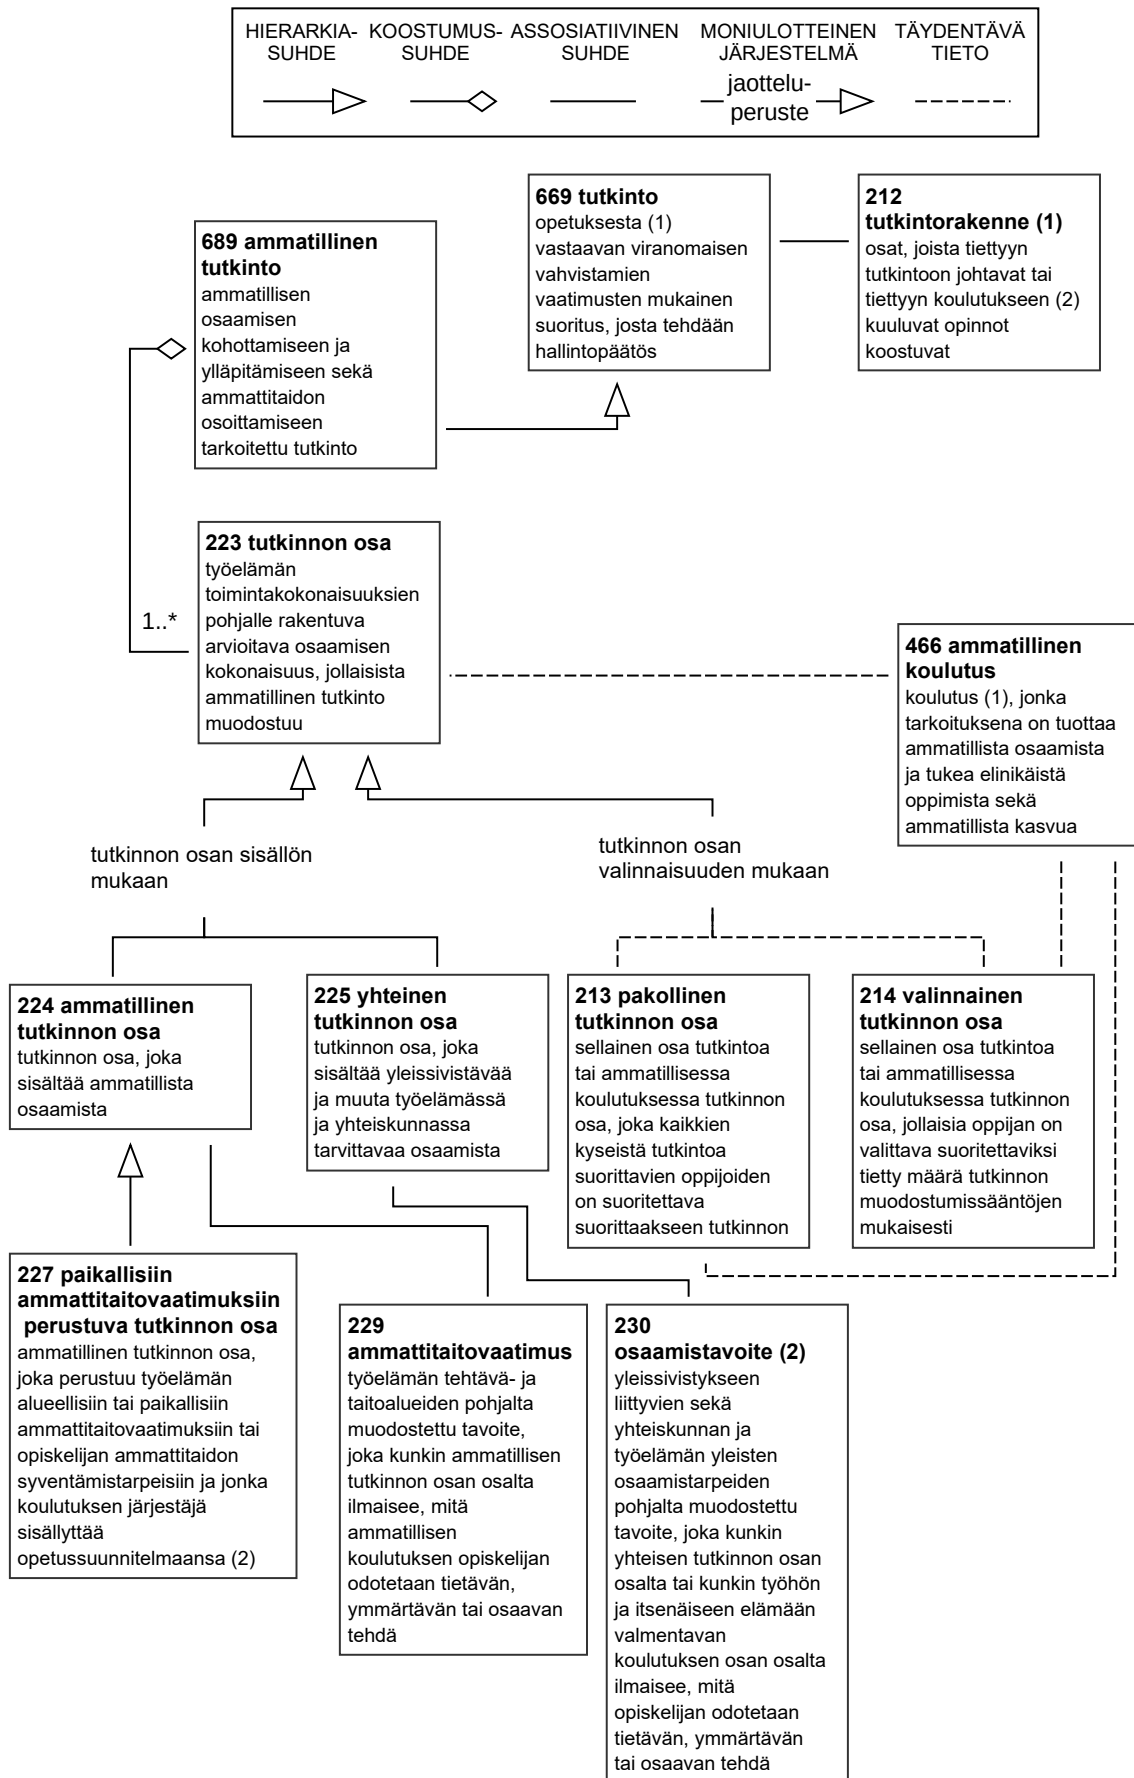 HIERARKIA-
SUHDE
KOOSTUMUS-
SUHDE
ASSOSIATIIVINEN
SUHDE
MONIULOTTEINEN
JÄRJESTELMÄ
TÄYDENTÄVÄ
TIETO
jaottelu-
peruste
669 tutkinto
opetuksesta (1)
vastaavan viranomaisen
vahvistamien
vaatimusten mukainen
suoritus, josta tehdään
hallintopäätös
212
tutkintorakenne (1)
osat, joista tiettyyn
tutkintoon johtavat tai
tiettyyn koulutukseen (2)
kuuluvat opinnot
koostuvat
689 ammatillinen
tutkinto
ammatillisen
osaamisen
kohottamiseen ja
ylläpitämiseen sekä
ammattitaidon
osoittamiseen
tarkoitettu tutkinto
223 tutkinnon osa
työelämän
toimintakokonaisuuksien
pohjalle rakentuva
arvioitava osaamisen
kokonaisuus, jollaisista
ammatillinen tutkinto
muodostuu
1..*
466 ammatillinen
koulutus
koulutus (1), jonka
tarkoituksena on tuottaa
ammatillista osaamista
ja tukea elinikäistä
oppimista sekä
ammatillista kasvua
tutkinnon osan sisällön
mukaan
tutkinnon osan
valinnaisuuden mukaan
224 ammatillinen
tutkinnon osa
tutkinnon osa, joka
sisältää ammatillista
osaamista
225 yhteinen
tutkinnon osa
tutkinnon osa, joka
sisältää yleissivistävää
ja muuta työelämässä
ja yhteiskunnassa
tarvittavaa osaamista
213 pakollinen
tutkinnon osa
sellainen osa tutkintoa
tai ammatillisessa
koulutuksessa tutkinnon
osa, joka kaikkien
kyseistä tutkintoa
suorittavien oppijoiden
on suoritettava
suorittaakseen tutkinnon
214 valinnainen
tutkinnon osa
sellainen osa tutkintoa
tai ammatillisessa
koulutuksessa tutkinnon
osa, jollaisia oppijan on
valittava suoritettaviksi
tietty määrä tutkinnon
muodostumissääntöjen
mukaisesti
227 paikallisiin
ammattitaitovaatimuksiin
perustuva tutkinnon osa
ammatillinen tutkinnon osa,
joka perustuu työelämän
alueellisiin tai paikallisiin
ammattitaitovaatimuksiin tai
opiskelijan ammattitaidon
syventämistarpeisiin ja jonka
koulutuksen järjestäjä
sisällyttää
opetussuunnitelmaansa (2)
229
ammattitaitovaatimus
työelämän tehtävä- ja
taitoalueiden pohjalta
muodostettu tavoite,
joka kunkin ammatillisen
tutkinnon osan osalta
ilmaisee, mitä
ammatillisen
koulutuksen opiskelijan
odotetaan tietävän,
ymmärtävän tai osaavan
tehdä
230
osaamistavoite (2)
yleissivistykseen
liittyvien sekä
yhteiskunnan ja
työelämän yleisten
osaamistarpeiden
pohjalta muodostettu
tavoite, joka kunkin
yhteisen tutkinnon osan
osalta tai kunkin työhön
ja itsenäiseen elämään
valmentavan
koulutuksen osan osalta
ilmaisee, mitä
opiskelijan odotetaan
tietävän, ymmärtävän
tai osaavan tehdä